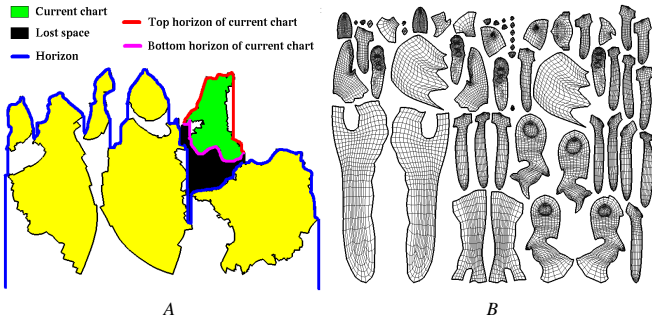 Current chart
Top horizon of current chart
Lost space
Bottom horizon of current chart
Horizon
A
B